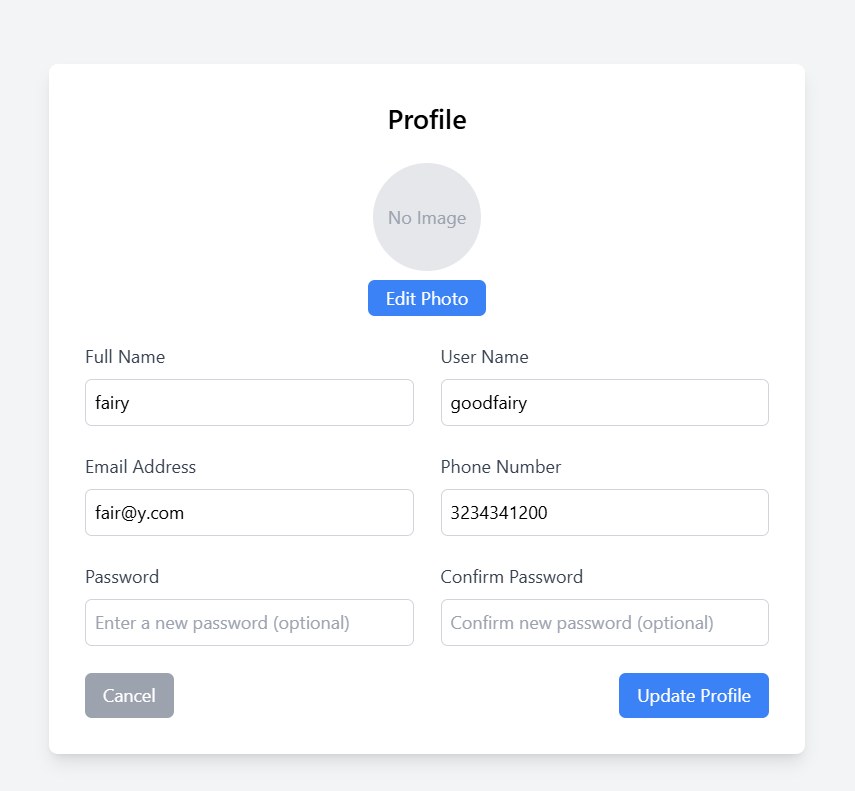 Profile
No Image
Edit Photo
Full Name
User Name
fairy
goodfairy
Email Address
Phone Number
fair@y.com
3234341200
Password
Confirm Password
Enter a new password (optional)
Confirm new password (optional)
Cancel
Update Profile